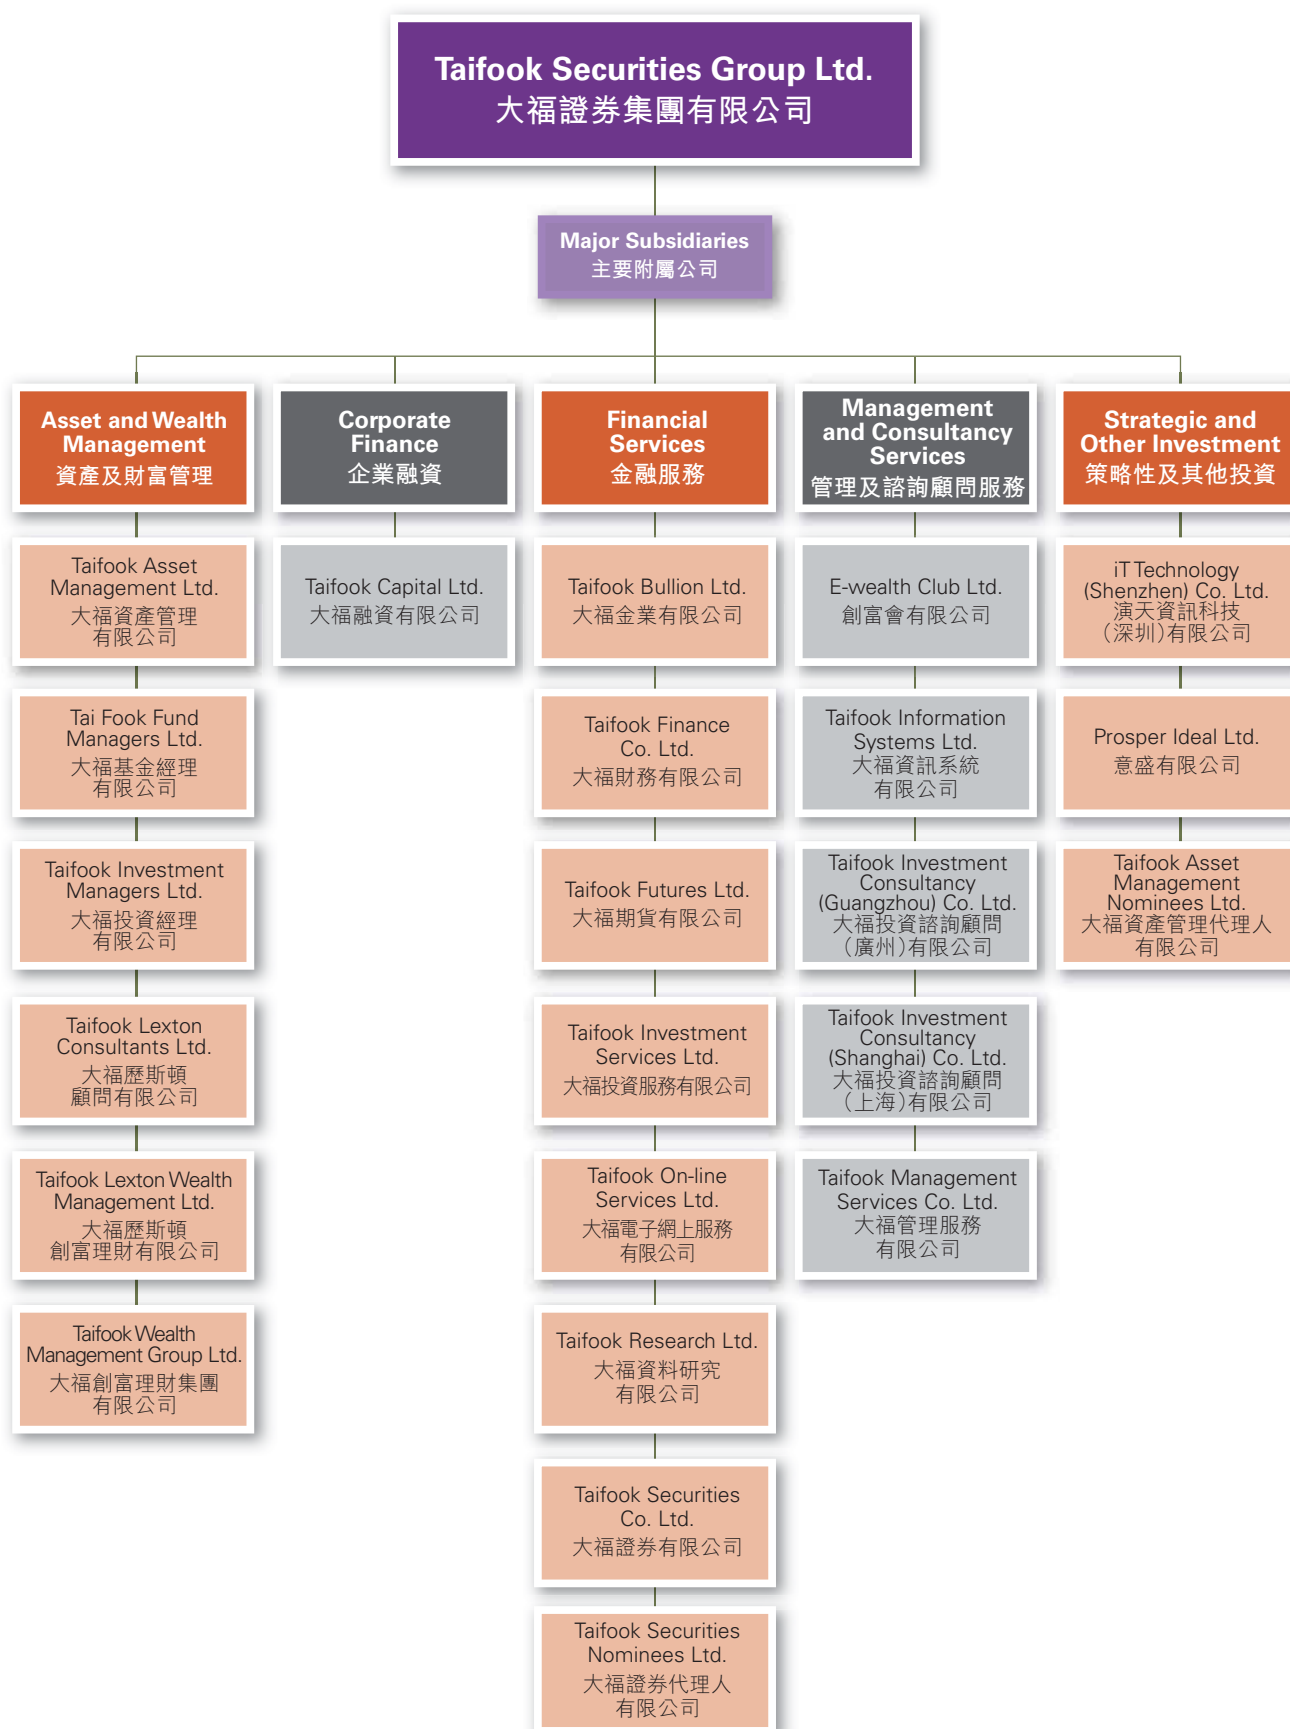 Taifook Securities Group Ltd.
大福證券集團有限公司
Major Subsidiaries
主要附屬公司
Asset and Wealth
Management
資產及財富管理
Taifook Asset
Management Ltd.
大福資產管理
有限公司
Tai Fook Fund
Managers Ltd.
大福基金經理
有限公司
Taifook Investment
Managers Ltd.
大福投資經理
有限公司
Taifook Lexton
Consultants Ltd.
大福歷斯頓
顧問有限公司
Taifook Lexton Wealth
Management Ltd.
大福歷斯頓
創富理財有限公司
Taifook Wealth
Management Group Ltd.
大福創富理財集團
有限公司
Corporate
Finance
企業融資
Taifook Capital Ltd.
大福融資有限公司
Financial
Services
金融服務
Taifook Bullion Ltd.
大福金業有限公司
Taifook Finance
Co. Ltd.
大福財務有限公司
Taifook Futures Ltd.
大福期貨有限公司
Taifook Investment
Services Ltd.
大福投資服務有限公司
Taifook On-line
Services Ltd.
大福電子網上服務
有限公司
Taifook Research Ltd.
大福資料研究
有限公司
Taifook Securities
Co. Ltd.
大福證券有限公司
Taifook Securities
Nominees Ltd.
大福證券代理人
有限公司
Management
and Consultancy
Services
管理及諮詢顧問服務
E-wealth Club Ltd.
創富會有限公司
Taifook Information
Systems Ltd.
大福資訊系統
有限公司
Taifook Investment
Consultancy
(Guangzhou) Co. Ltd.
大福投資諮詢顧問
（廣州）有限公司
Taifook Investment
Consultancy
(Shanghai) Co. Ltd.
大福投資諮詢顧問
（上海）有限公司
Taifook Management
Services Co. Ltd.
大福管理服務
有限公司
Strategic and
Other Investment
策略性及其他投資
iT Technology
(Shenzhen) Co. Ltd.
演天資訊科技
（深圳）有限公司
Prosper Ideal Ltd.
意盛有限公司
Taifook Asset
Management
Nominees Ltd.
大福資產管理代理人
有限公司